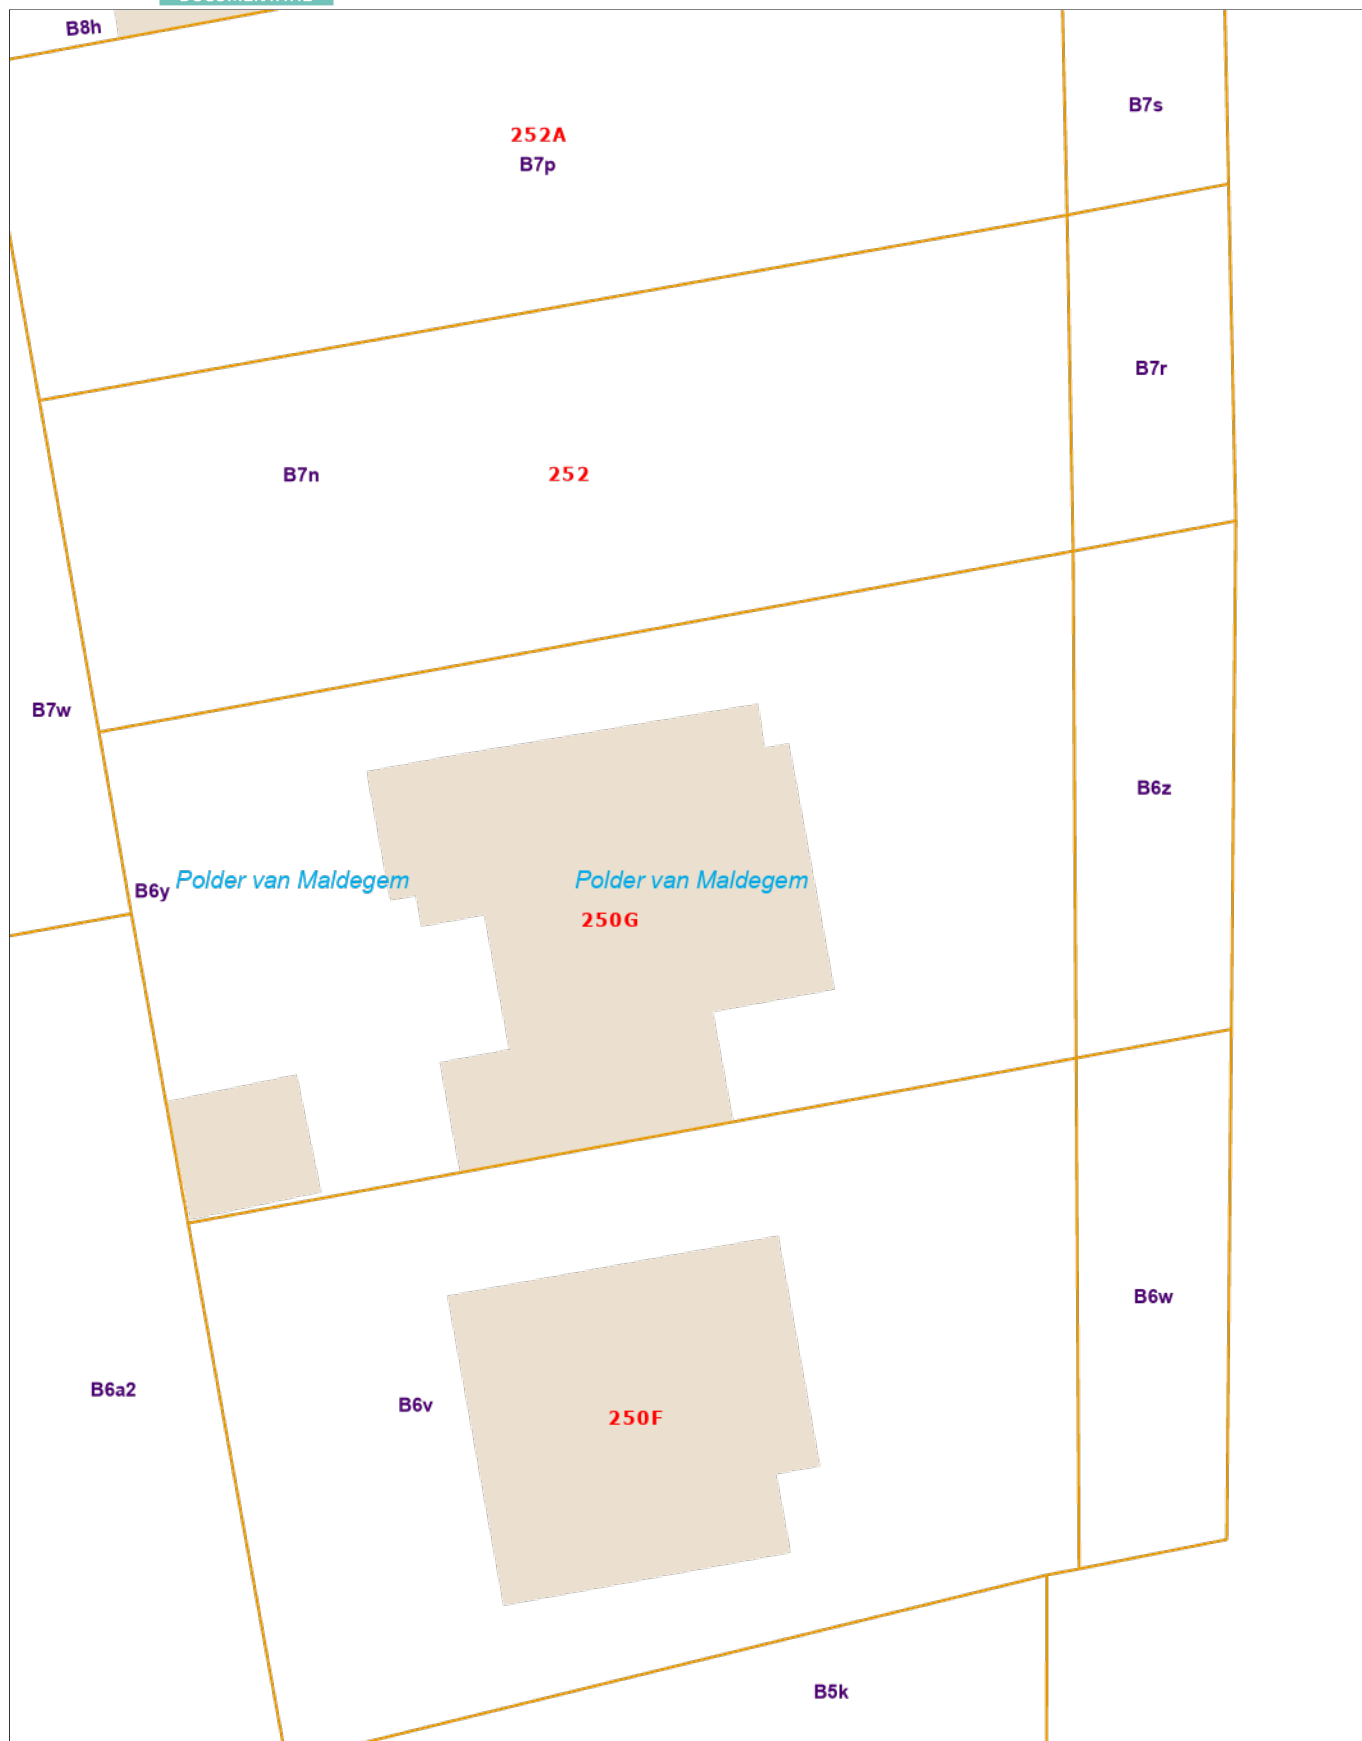 B8h
B7s
252A
B7p
B7r
B7n
252
B7w
B6z
Polder van Maldegem
Polder van Maldegem
B6y
250G
B6w
B6a2
B6v
250F
B5k